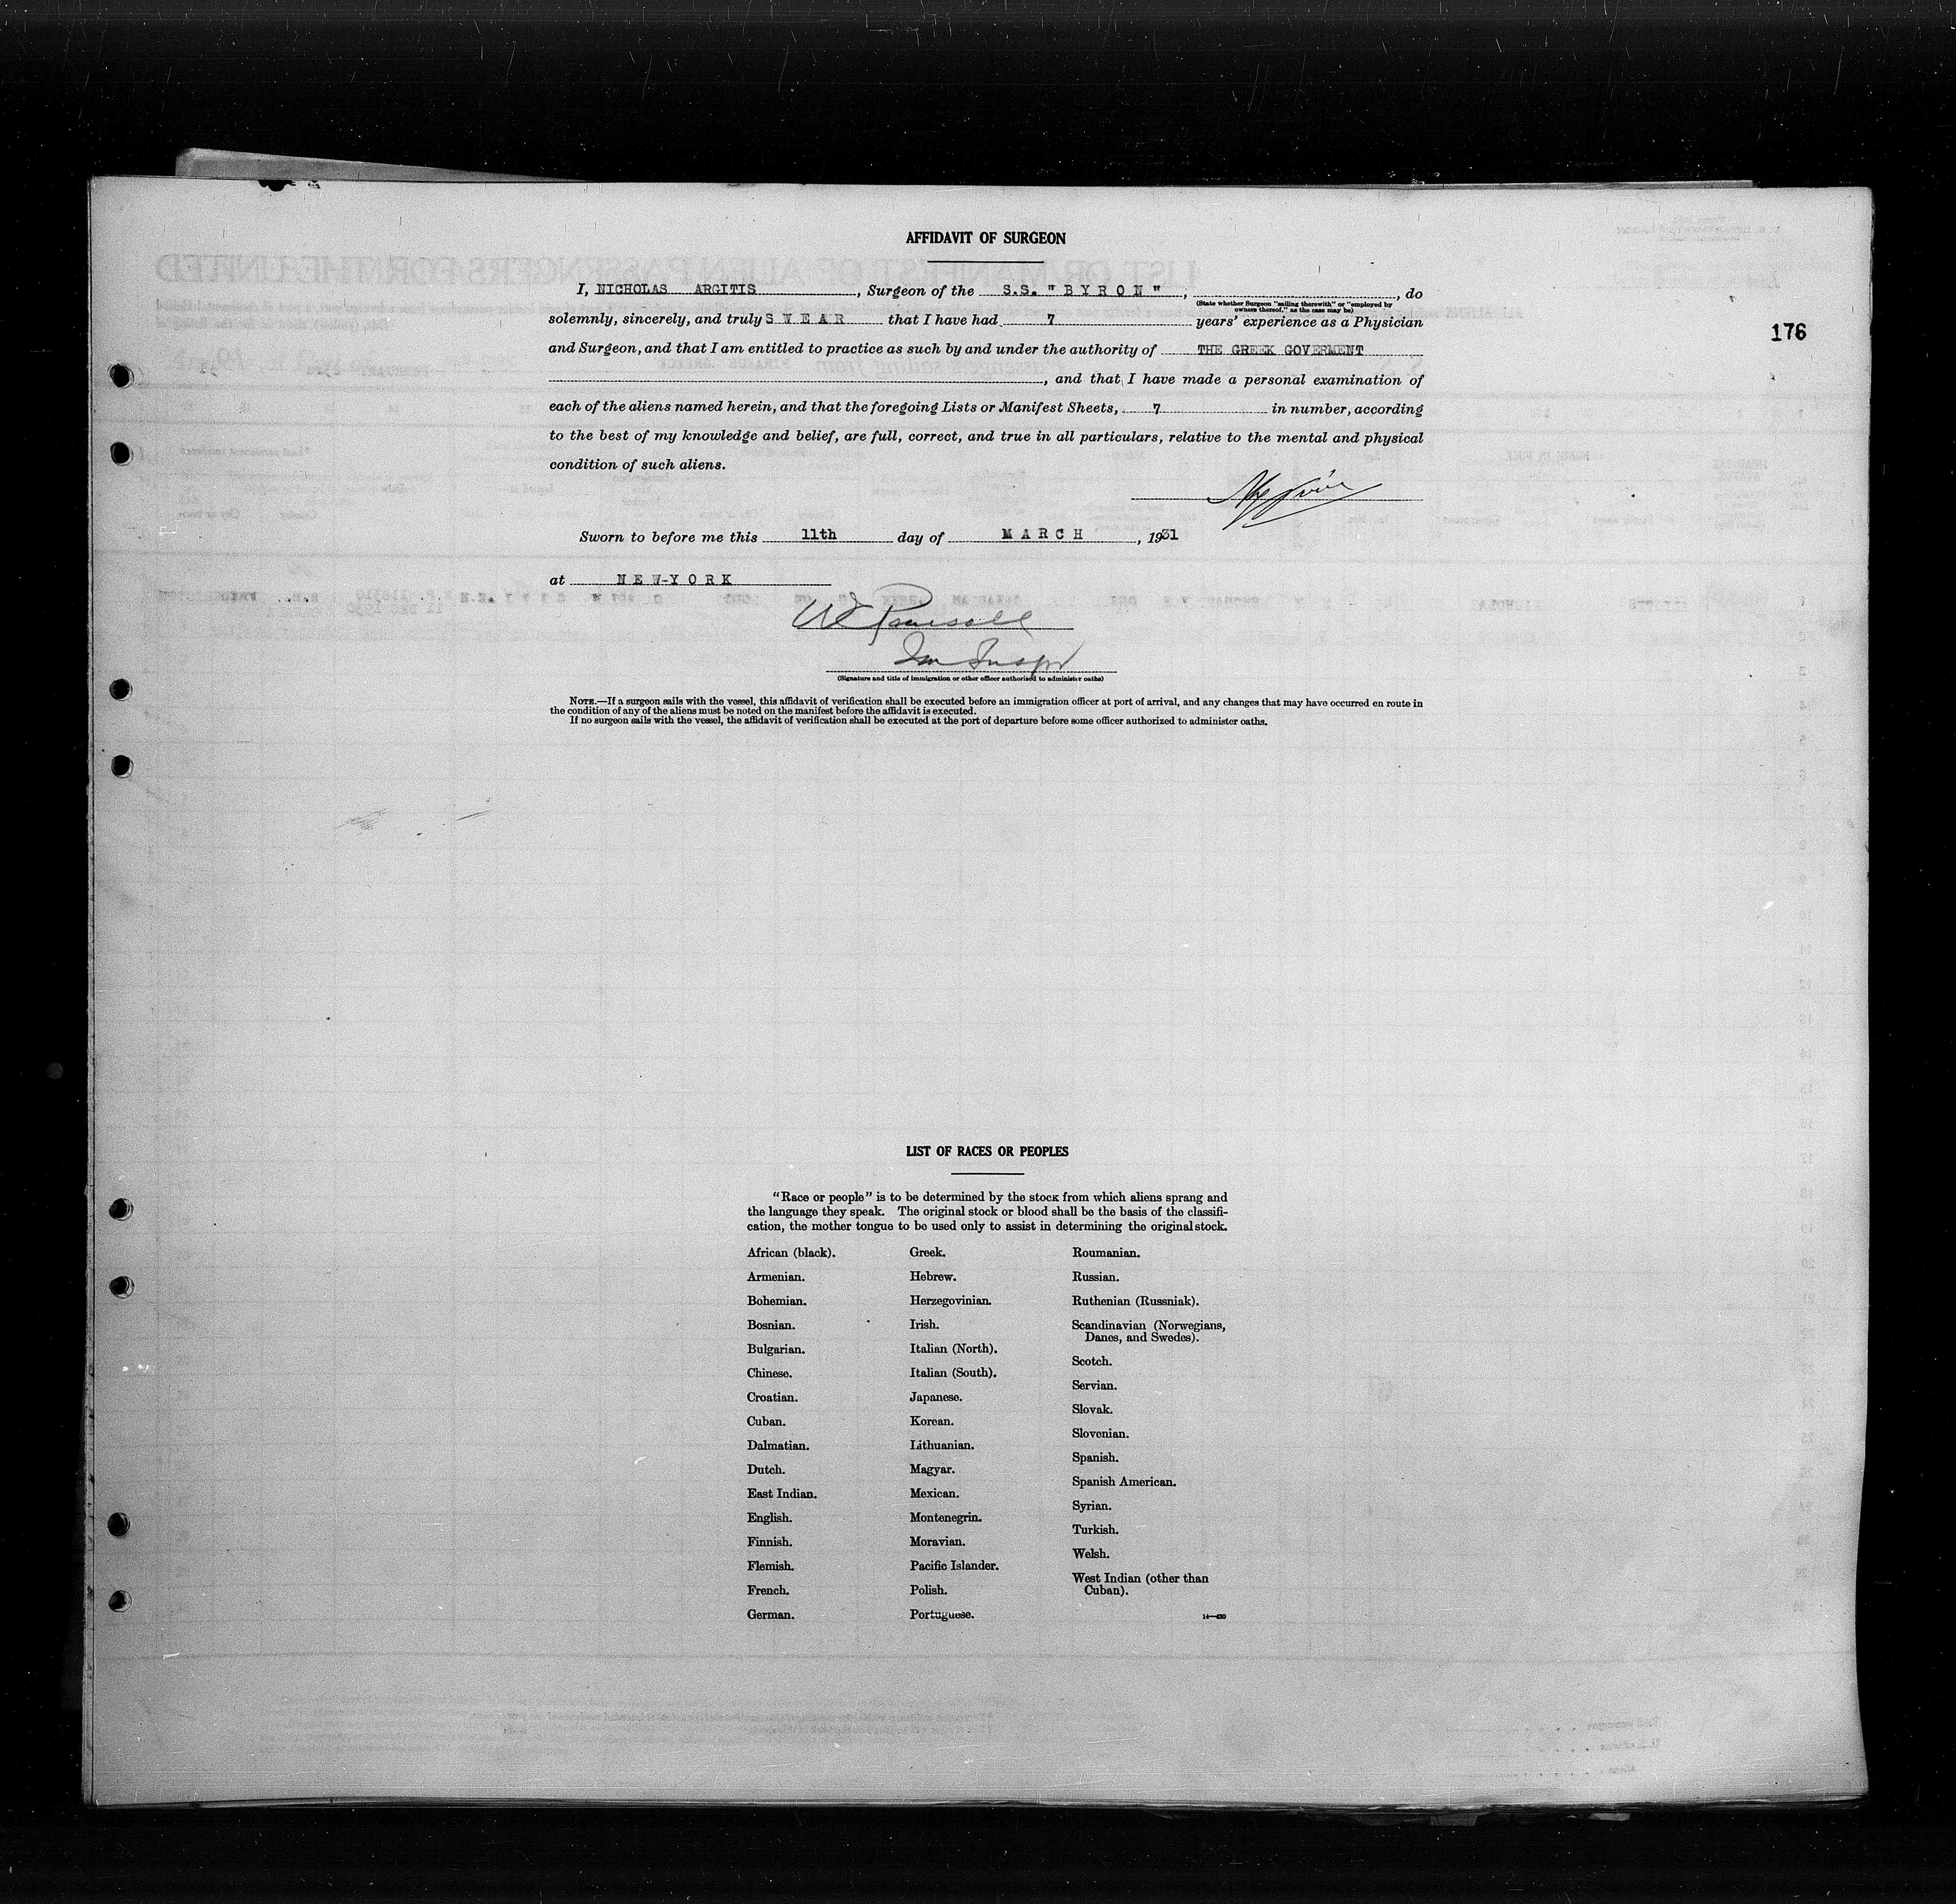 AFFIDAVIT OF SURGEON
176
I, NICHOLAS ARGITIS, Surgeon of the S.S. "BYRON", , do
(State whether Surgeon "sailing therewith" or "employed by
owners thereof," as the case may be)
solemnly, sincerely, and truly SWEAR that I have had 7 years' experience as a Physician
and Surgeon, and that I am entitled to practice as such by and under the authority of THE GREEK GOVERMENT
, and that I have made a personal examination of
each of the aliens named herein, and that the foregoing Lists or Manifest Sheets, 7 in number, according
to the best of my knowledge and belief, are full, correct, and true in all particulars, relative to the mental and physical
condition of such aliens.
Sworn to before me this 11th day of MARCH, 1931
at NEW-YORK
(Signature and title of immigration or other officer authorized to administer oaths)
NOTE.—If a surgeon sails with the vessel, this affidavit of verification shall be executed before an immigration officer at port of arrival, and any changes that may have occurred en route in
the condition of any of the aliens must be noted on the manifest before the affidavit is executed.
If no surgeon sails with the vessel, the affidavit of verification shall be executed at the port of departure before some officer authorized to administer oaths.
LIST OF RACES OR PEOPLES
"Race or people" is to be determined by the stock from which aliens sprang and
the language they speak. The original stock or blood shall be the basis of the classifi-
cation, the mother tongue to be used only to assist in determining the original stock.
African (black).
Armenian.
Bohemian.
Bosnian.
Bulgarian.
Chinese.
Croatian.
Cuban.
Dalmatian.
Dutch.
East Indian.
English.
Finnish.
Flemish.
French.
German.
Greek.
Hebrew.
Herzegovinian.
Irish.
Italian (North).
Italian (South).
Japanese.
Korean.
Lithuanian.
Magyar.
Mexican.
Montenegrin.
Moravian.
Pacific Islander.
Polish.
Portuguese.
Roumanian.
Russian.
Ruthenian (Russniak).
Scandinavian (Norwegians,
Danes, and Swedes).
Scotch.
Servian.
Slovak.
Slovenian.
Spanish.
Spanish American.
Syrian.
Turkish.
Welsh.
West Indian (other than
Cuban).